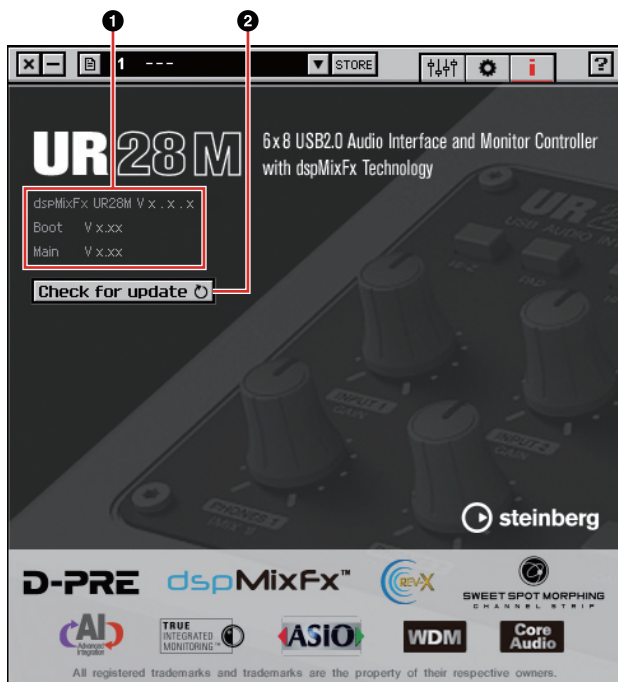 1 2
1 --- STORE i ?
UR28M
6x8 USB2.0 Audio Interface and Monitor Controller
with dspMixFx Technology
dspMixFx UR28M V x . x . x
Boot V x.xx
Main V x.xx
Check for update
UR
USB AUDIO IN
HI-Z
PAD
INPUT 1
GAIN
INPUT 2
GAIN
PHONES 1
steinberg
D-PRE dspMixFx™ REV-X SWEET SPOT MORPHING
CHANNEL STRIP
AI
Advanced
Integration
TRUE
INTEGRATED
MONITORING™
ASIO WDM Core
Audio
All registered trademarks and trademarks are the property of their respective owners.